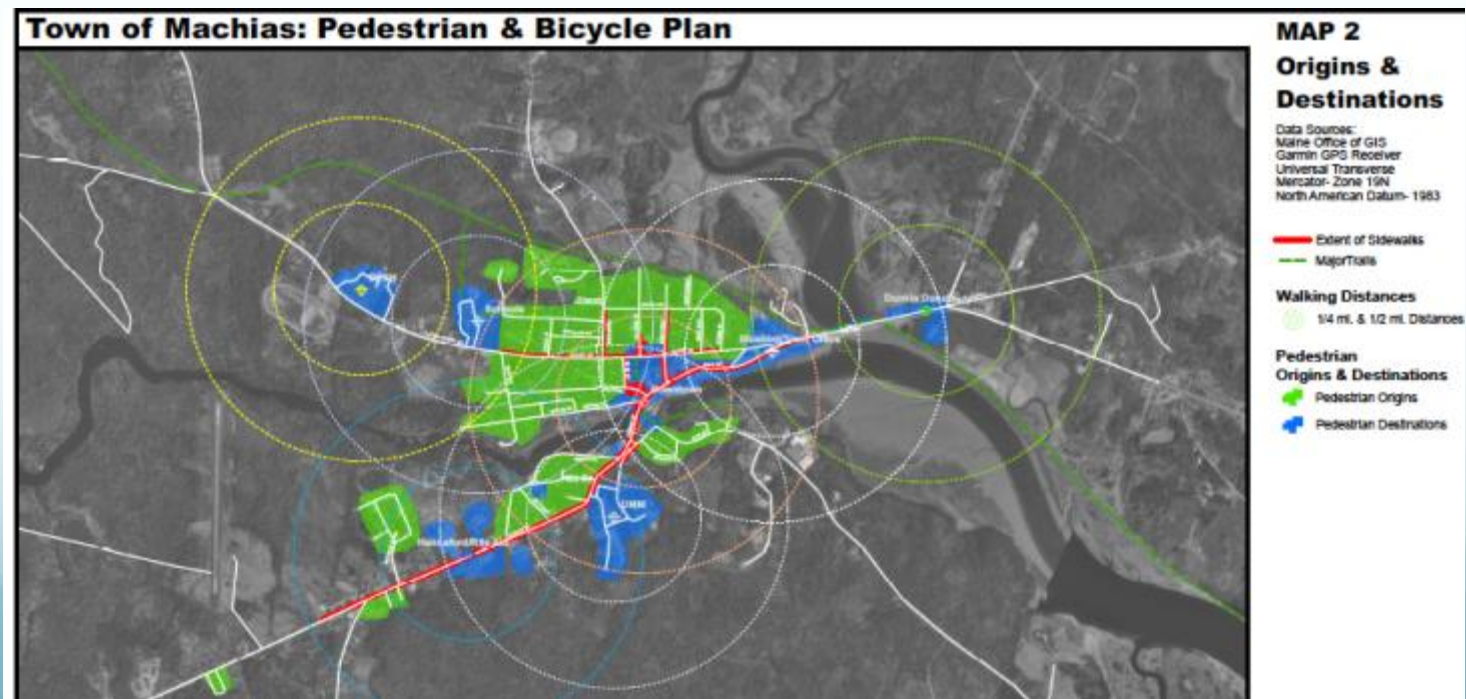 Town of Machias: Pedestrian & Bicycle Plan
MAP 2
Origins &
Destinations
Data Sources:
Maine Office of GIS
Garmin GPS Receiver
Universal Transverse
Mercator- Zone 19N
North American Datum- 1983
Extent of Sidewalks
MajorTrails
Walking Distances
1/4 mi. & 1/2 mi. Distances
Pedestrian
Origins & Destinations
Pedestrian Origins
Pedestrian Destinations
UMM